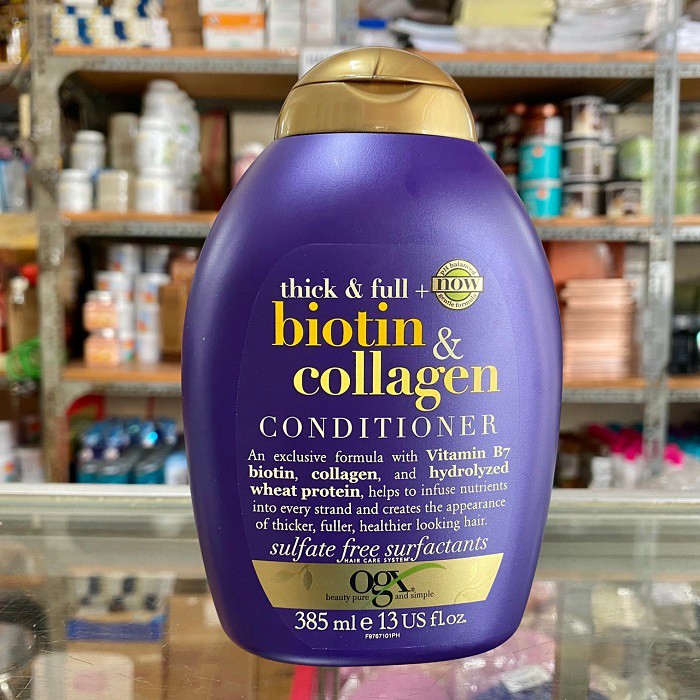 thick & full +
pH balanced
now
gentle formula
biotin
&
collagen
CONDITIONER
An exclusive formula with Vitamin B7
biotin, collagen, and hydrolyzed
wheat protein, helps to infuse nutrients
into every strand and creates the appearance
of thicker, fuller, healthier looking hair.
sulfate free surfactants
HAIR CARE SYSTEM
ogx
beauty pure and simple
385 ml e 13 US fl.oz.
F9767101PH